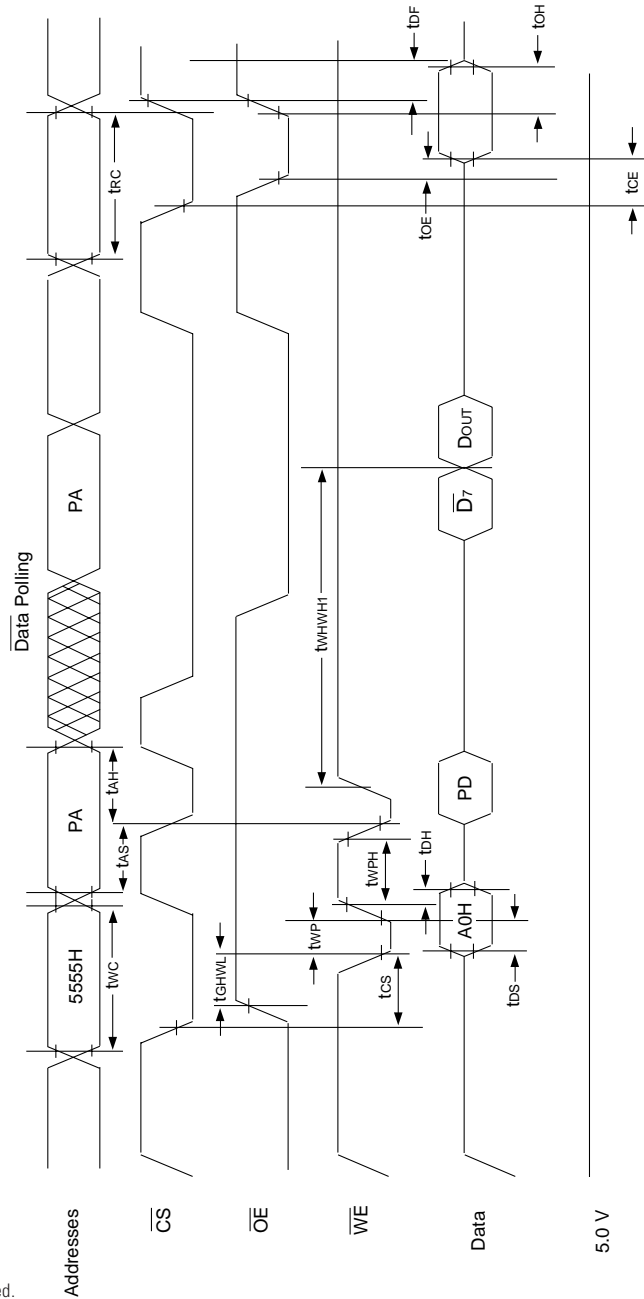 Data Polling
Addresses
5555H
PA
PA
tWC
tAS
tAH
tRC
CS
OE
tGHWL
WE
tCS
tWP
tWPH
tWHWH1
Data
A0H
PD
D7
DOUT
tDS
tDH
tOE
tDF
tOH
tCE
5.0 V
ed.